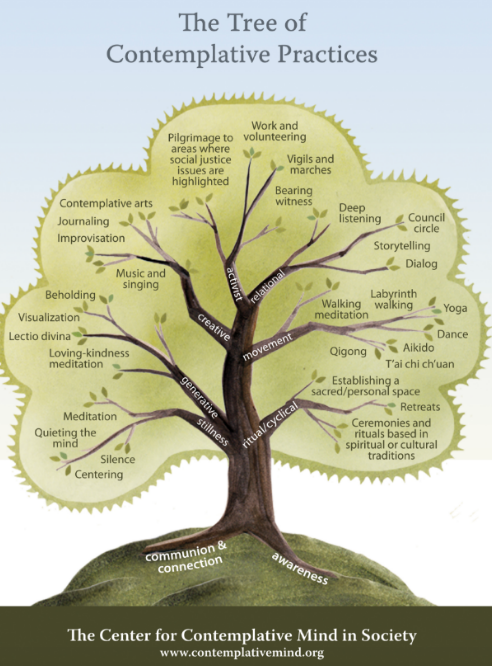 The Tree of
Contemplative Practices
Work and
volunteering
Pilgrimage to
areas where
social justice
issues are
highlighted
Vigils and
marches
Bearing
witness
Contemplative arts
Journaling
Improvisation
Music and
singing
Deep
listening
Council
circle
Storytelling
Dialog
activist
relational
creative
movement
Beholding
Visualization
Lectio divina
Loving-kindness
meditation
Walking
meditation
Labyrinth
walking
Yoga
Dance
Aikido
Qigong
T'ai chi ch'uan
generative
stillness
ritual/cyclical
Establishing a
sacred/personal space
Retreats
Ceremonies and
rituals based in
spiritual or cultural
traditions
Meditation
Quieting the
mind
Silence
Centering
communion &
connection
awareness
The Center for Contemplative Mind in Society
www.contemplativemind.org